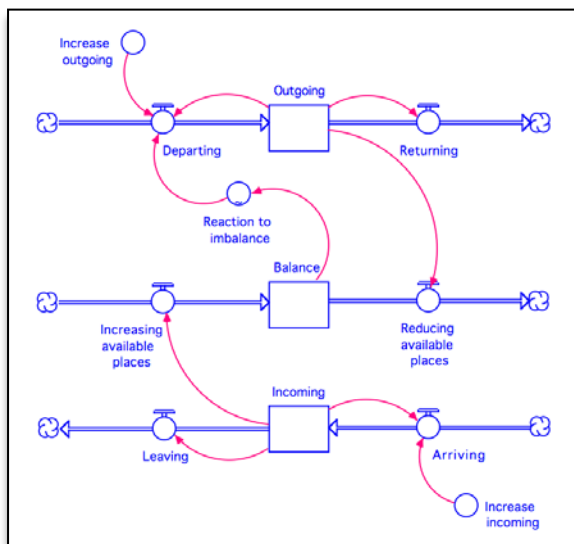 Increase
outgoing
Outgoing
Departing
Returning
Reaction to
imbalance
Balance
Increasing
available
places
Reducing
available
places
Incoming
Leaving
Arriving
Increase
incoming